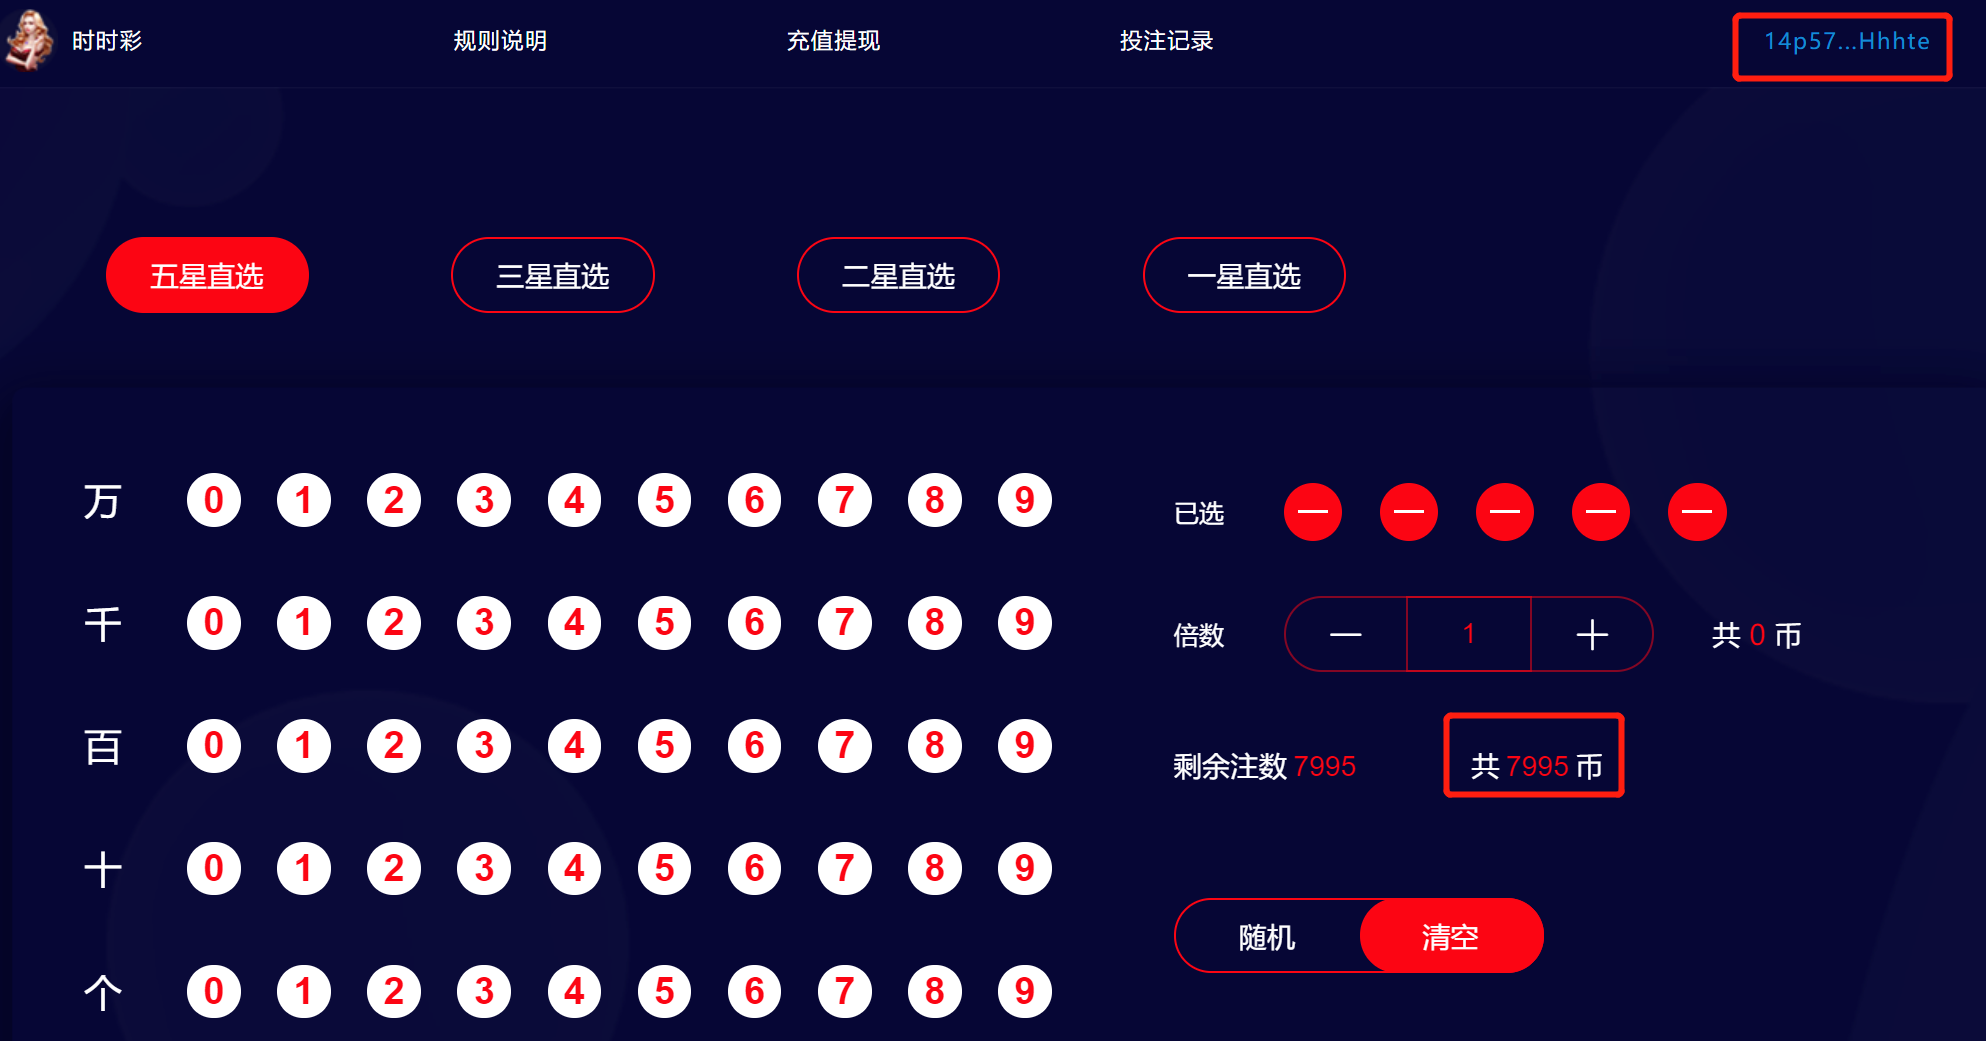 时时彩 规则说明 充值提现 投注记录 14p57...Hhhte
五星直选 三星直选 二星直选 一星直选
万 0 1 2 3 4 5 6 7 8 9
已选
千 0 1 2 3 4 5 6 7 8 9
倍数 1 共 0 币
百 0 1 2 3 4 5 6 7 8 9
剩余注数 7995 共 7995 币
十 0 1 2 3 4 5 6 7 8 9
随机 清空
个 0 1 2 3 4 5 6 7 8 9